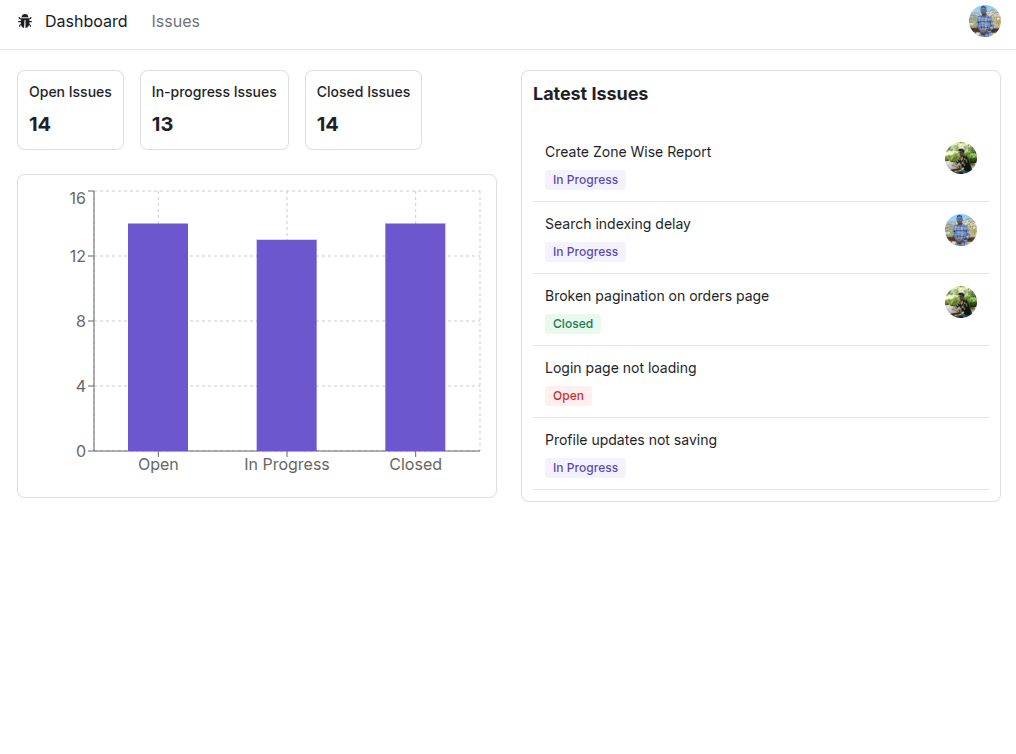 Dashboard Issues
Open Issues
14
In-progress Issues
13
Closed Issues
14
16
12
8
4
0
Open In Progress Closed
Latest Issues
Create Zone Wise Report
In Progress
Search indexing delay
In Progress
Broken pagination on orders page
Closed
Login page not loading
Open
Profile updates not saving
In Progress